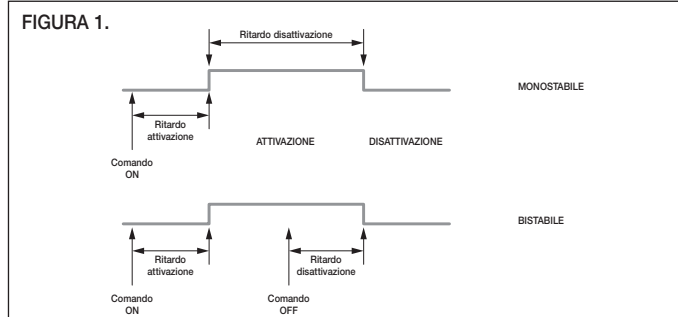 FIGURA 1.
Ritardo disattivazione
MONOSTABILE
Ritardo
attivazione
ATTIVAZIONE
DISATTIVAZIONE
Comando
ON
BISTABILE
Ritardo
attivazione
Ritardo
disattivazione
Comando
ON
Comando
OFF